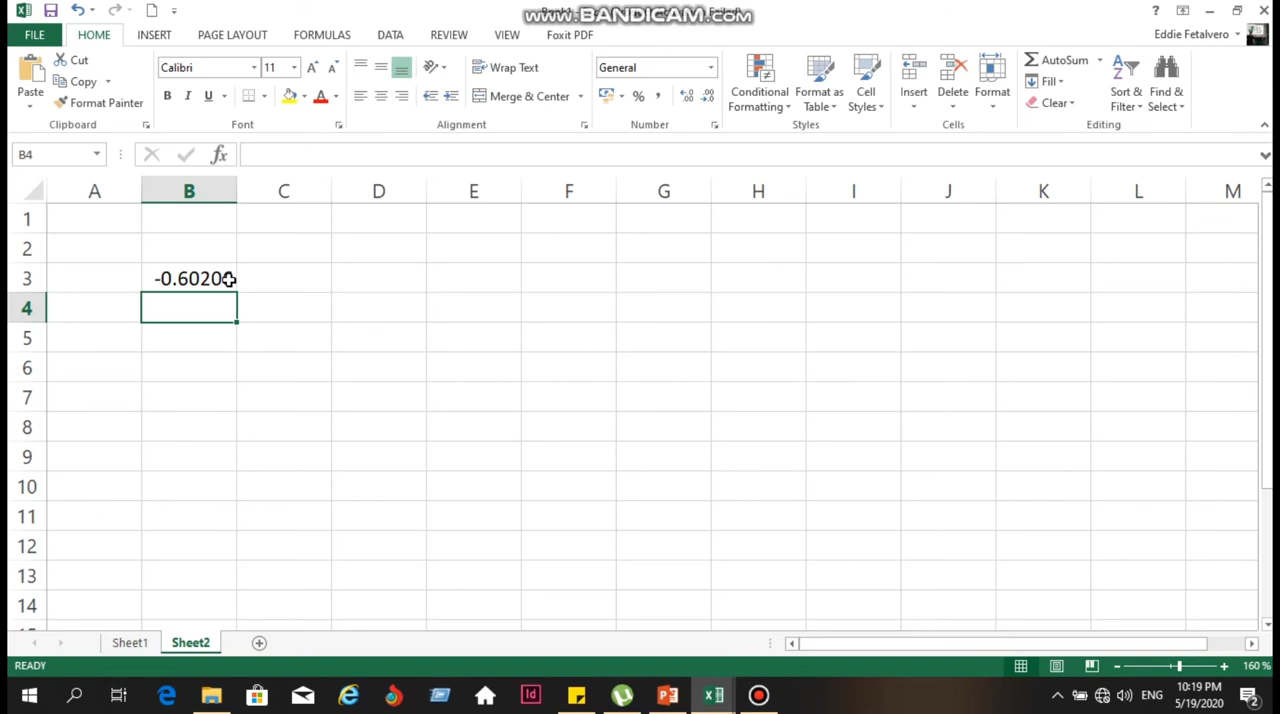 www.BANDICAM.com
FILE HOME INSERT PAGE LAYOUT FORMULAS DATA REVIEW VIEW Foxit PDF Eddie Fetalvero
Paste Cut Copy Format Painter Clipboard
Calibri 11 B I U A Font
Wrap Text Merge & Center Alignment
General % , Number
Conditional Formatting Format as Table Cell Styles Styles
Insert Delete Format Cells
AutoSum Fill Clear Sort & Filter Find & Select Editing
B4 fx
A B C D E F G H I J K L M
1
2
3 -0.6020
4
5
6
7
8
9
10
11
12
13
14
Sheet1 Sheet2
READY 160 %
ENG 10:19 PM
5/19/2020 2